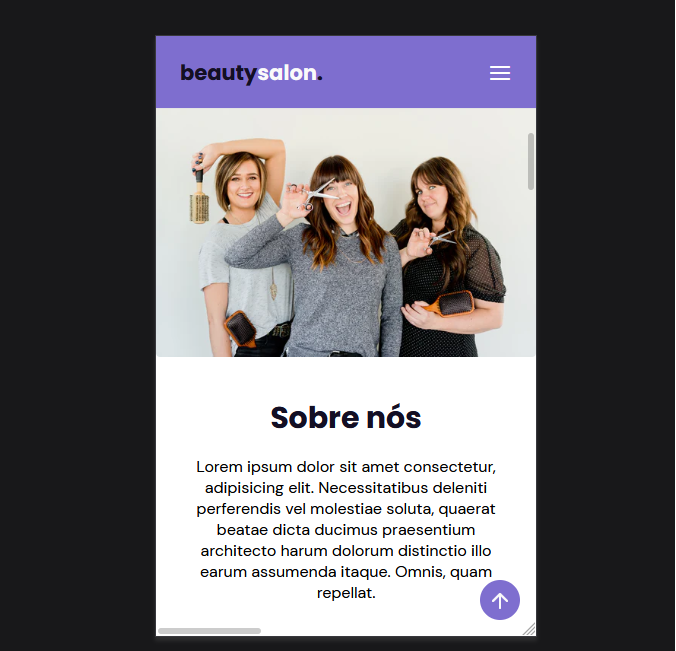 beautysalon.
Sobre nós
Lorem ipsum dolor sit amet consectetur,
adipisicing elit. Necessitatibus deleniti
perferendis vel molestiae soluta, quaerat
beatae dicta ducimus praesentium
architecto harum dolorum distinctio illo
earum assumenda itaque. Omnis, quam
repellat.